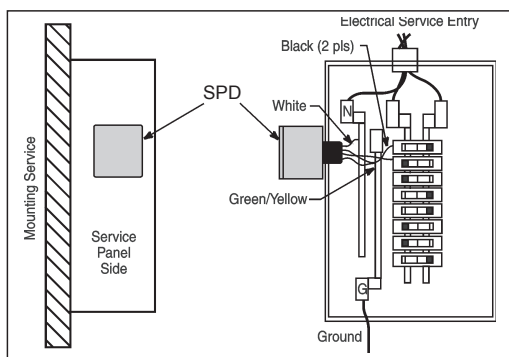 Electrical Service Entry
Black (2 pls)
SPD
White
N
Green/Yellow
Mounting Service
Service
Panel
Side
G
Ground